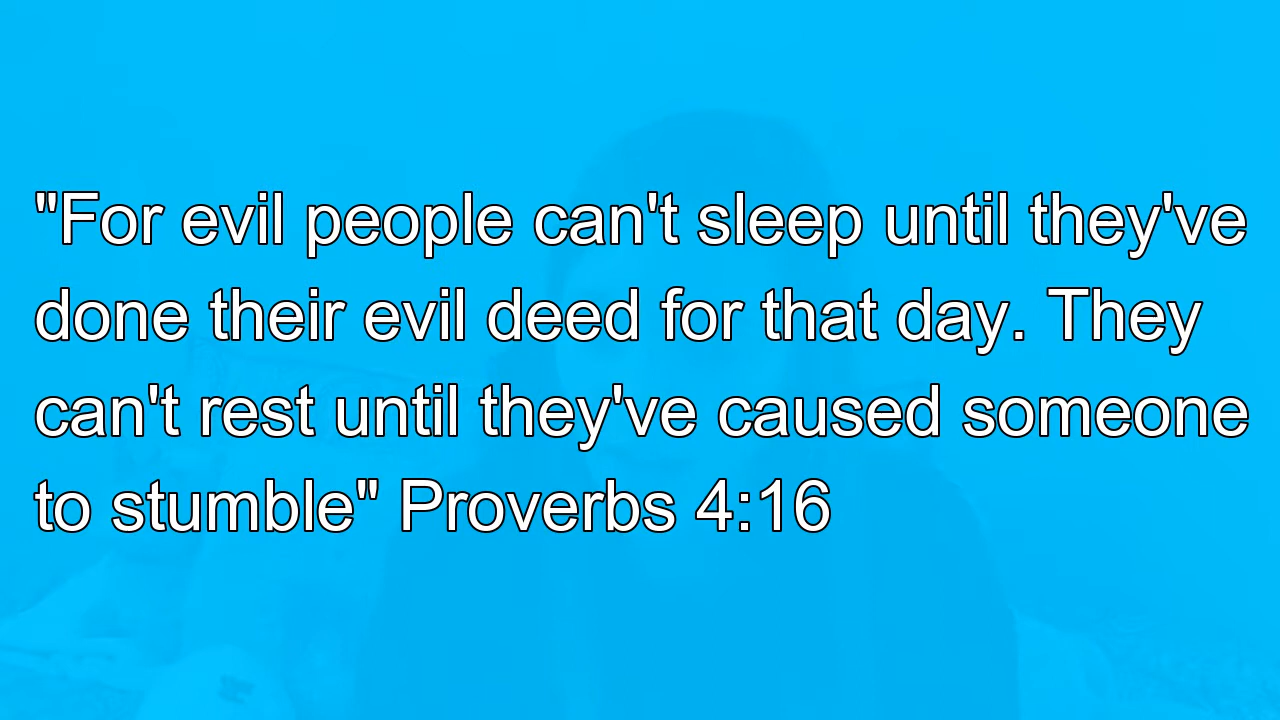 "For evil people can't sleep until they've
done their evil deed for that day. They
can't rest until they've caused someone
to stumble" Proverbs 4:16